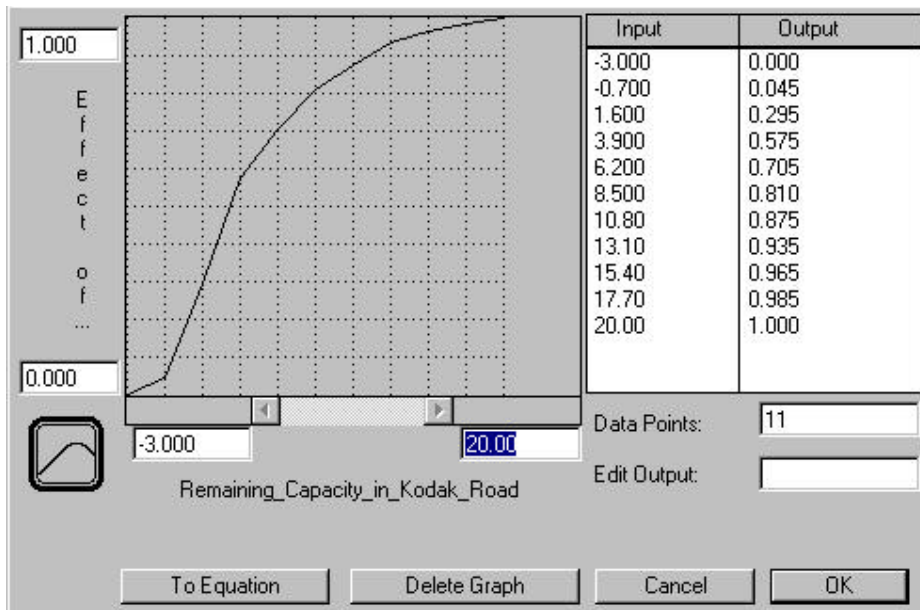 1.000
Effect of...
0.000
-3.000
20.00
Remaining_Capacity_in_Kodak_Road
Input Output
-3.000 0.000
-0.700 0.045
1.600 0.295
3.900 0.575
6.200 0.705
8.500 0.810
10.80 0.875
13.10 0.935
15.40 0.965
17.70 0.985
20.00 1.000
Data Points: 11
Edit Output:
To Equation
Delete Graph
Cancel
OK